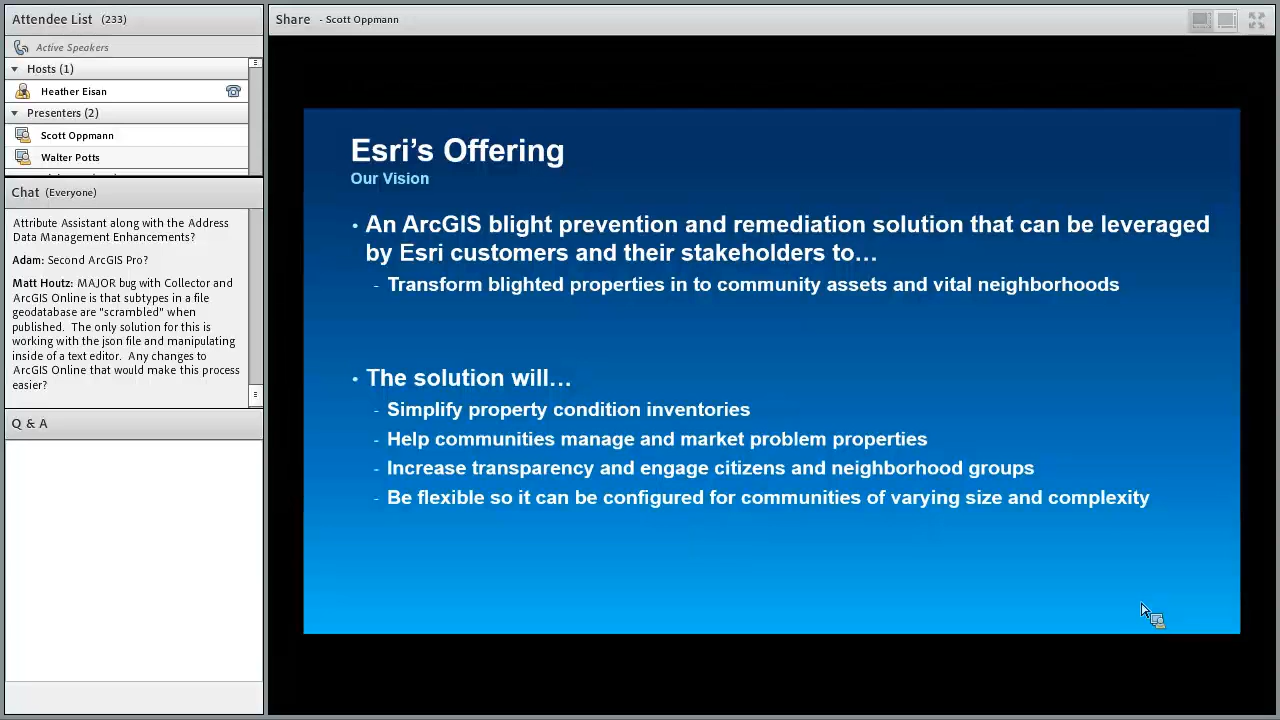 Attendee List (233)
Active Speakers
Hosts (1)
Heather Eisan
Presenters (2)
Scott Oppmann
Walter Potts
Chat (Everyone)
Attribute Assistant along with the Address
Data Management Enhancements?
Adam: Second ArcGIS Pro?
Matt Houtz: MAJOR bug with Collector and
ArcGIS Online is that subtypes in a file
geodatabase are "scrambled" when
published. The only solution for this is
working with the json file and manipulating
inside of a text editor. Any changes to
ArcGIS Online that would make this process
easier?
Q & A
Share - Scott Oppmann
Esri’s Offering
Our Vision
• An ArcGIS blight prevention and remediation solution that can be leveraged
by Esri customers and their stakeholders to…
- Transform blighted properties in to community assets and vital neighborhoods
• The solution will…
- Simplify property condition inventories
- Help communities manage and market problem properties
- Increase transparency and engage citizens and neighborhood groups
- Be flexible so it can be configured for communities of varying size and complexity